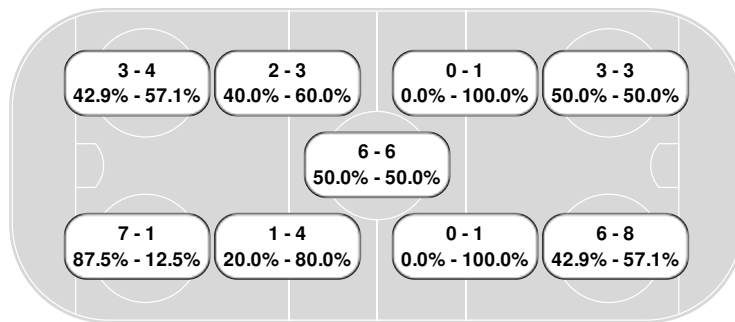 3 - 4
42.9% - 57.1%
2 - 3
40.0% - 60.0%
0 - 1
0.0% - 100.0%
3 - 3
50.0% - 50.0%
6 - 6
50.0% - 50.0%
7 - 1
87.5% - 12.5%
1 - 4
20.0% - 80.0%
0 - 1
0.0% - 100.0%
6 - 8
42.9% - 57.1%